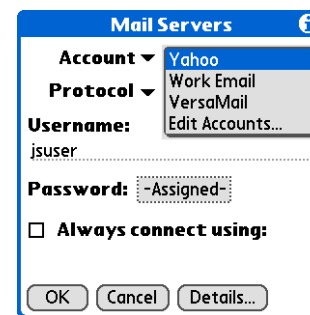 Mail Servers
Account
Yahoo
Work Email
VersaMail
Edit Accounts...
Protocol
Username:
jsuser
Password: -Assigned-
Always connect using:
OK Cancel Details...